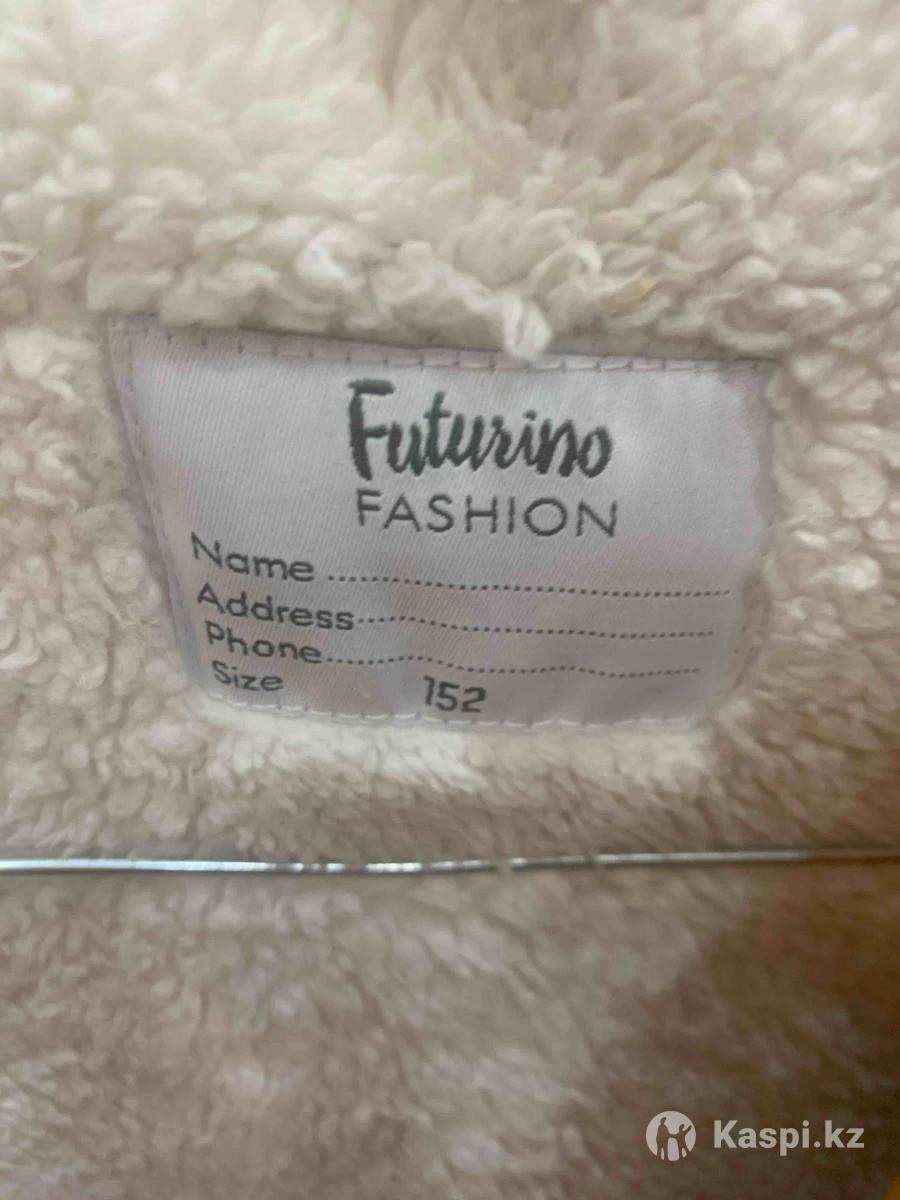 Futurino
FASHION
Name ........................................
Address....................................
Phone.....................................
Size 152
Kaspi.kz